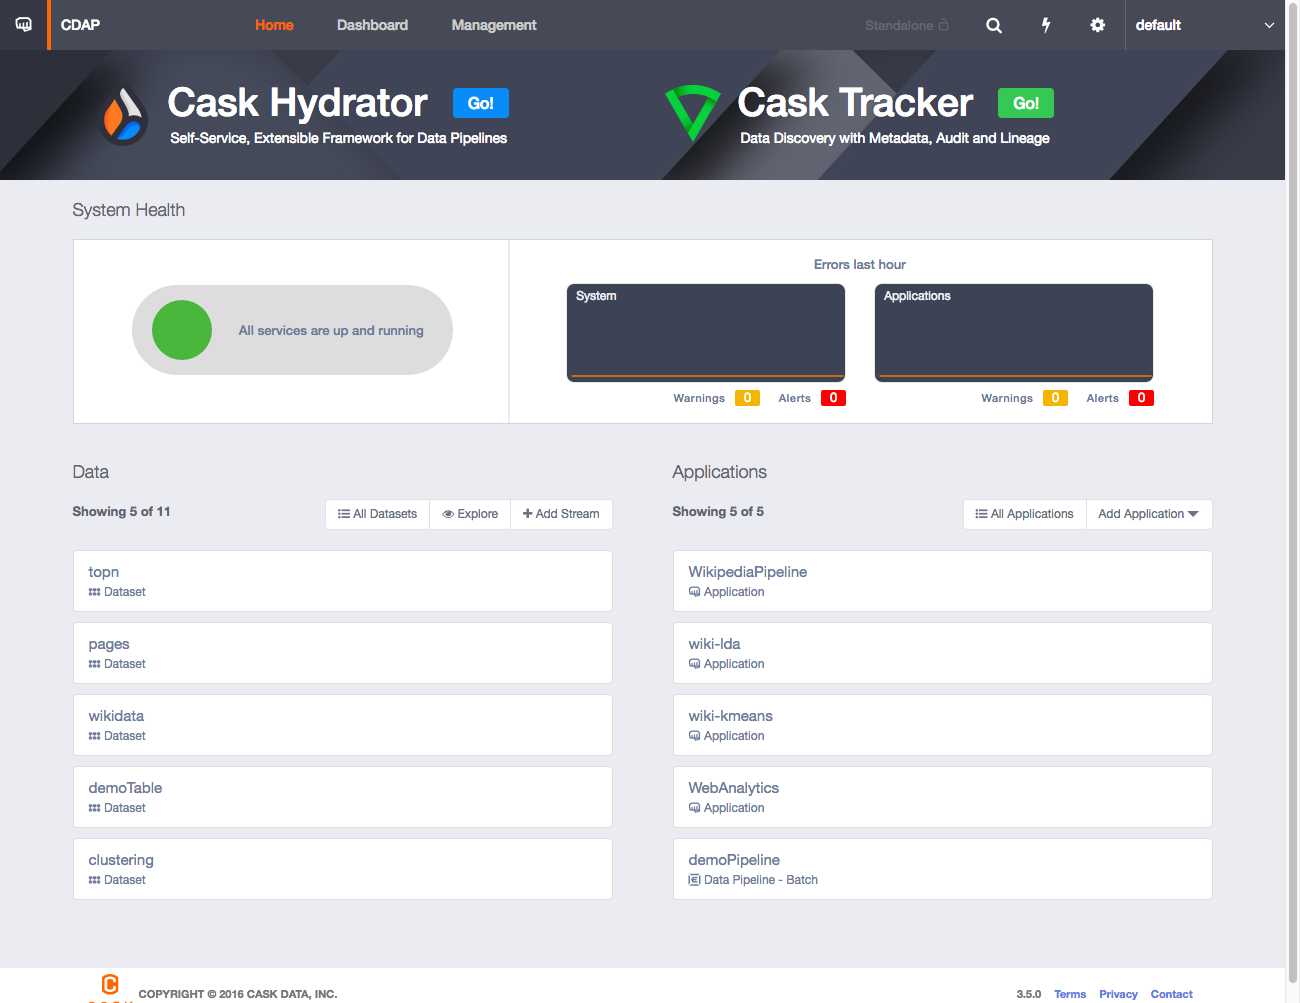 CDAP
Home
Dashboard
Management
Standalone
default
Cask Hydrator
Go!
Self-Service, Extensible Framework for Data Pipelines
Cask Tracker
Go!
Data Discovery with Metadata, Audit and Lineage
System Health
All services are up and running
Errors last hour
System
Applications
Warnings 0 Alerts 0
Warnings 0 Alerts 0
Data
Showing 5 of 11
All Datasets
Explore
Add Stream
topn
Dataset
pages
Dataset
wikidata
Dataset
demoTable
Dataset
clustering
Dataset
Applications
Showing 5 of 5
All Applications
Add Application
WikipediaPipeline
Application
wiki-lda
Application
wiki-kmeans
Application
WebAnalytics
Application
demoPipeline
Data Pipeline - Batch
COPYRIGHT © 2016 CASK DATA, INC.
3.5.0 Terms Privacy Contact